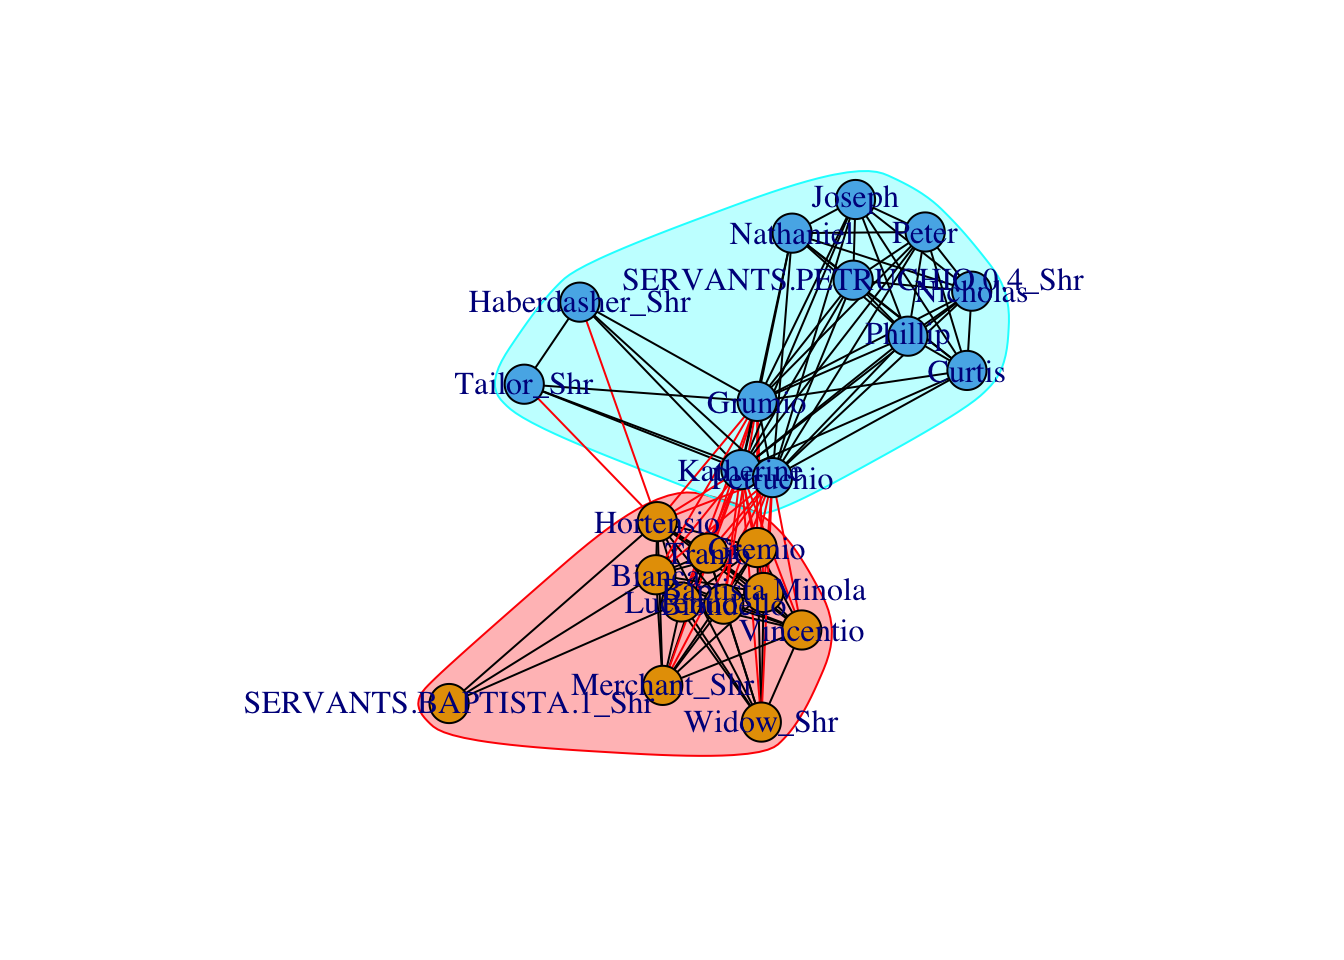 Joseph
Nathaniel
Peter
SERVANTS.PETRUCHIO.0.4_Shr
Nicholas
Haberdasher_Shr
Phillip
Curtis
Tailor_Shr
Grumio
Katherine
Petruchio
Hortensio
Gremio
Tranio
Bianca
Baptista Minola
Lucentio
Biondello
Vincentio
Merchant_Shr
SERVANTS.BAPTISTA.1_Shr
Widow_Shr